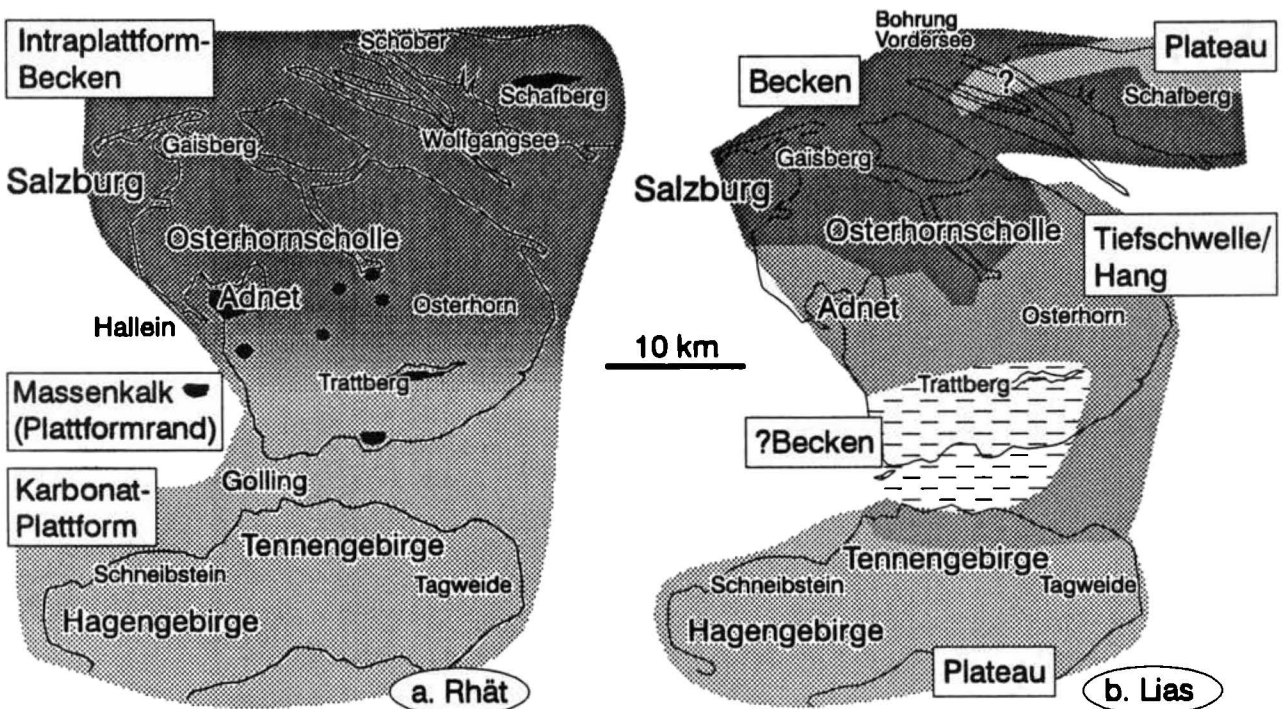 Intraplattform-
Becken
Schober
Schafberg
Gaisberg
Wolfgangsee
Salzburg
Osterhornscholle
Adnet
Osterhorn
Hallein
Trattberg
Massenkalk
(Plattformrand)
Golling
Karbonat-
Plattform
Tennengebirge
Schneibstein
Tagweide
Hagengebirge
a. Rhät
10 km
Bohrung
Vordersee
Plateau
Becken
?
Schafberg
Gaisberg
Salzburg
Osterhornscholle
Tiefschwelle/
Hang
Adnet
Osterhorn
Trattberg
?Becken
Tennengebirge
Schneibstein
Tagweide
Hagengebirge
Plateau
b. Lias